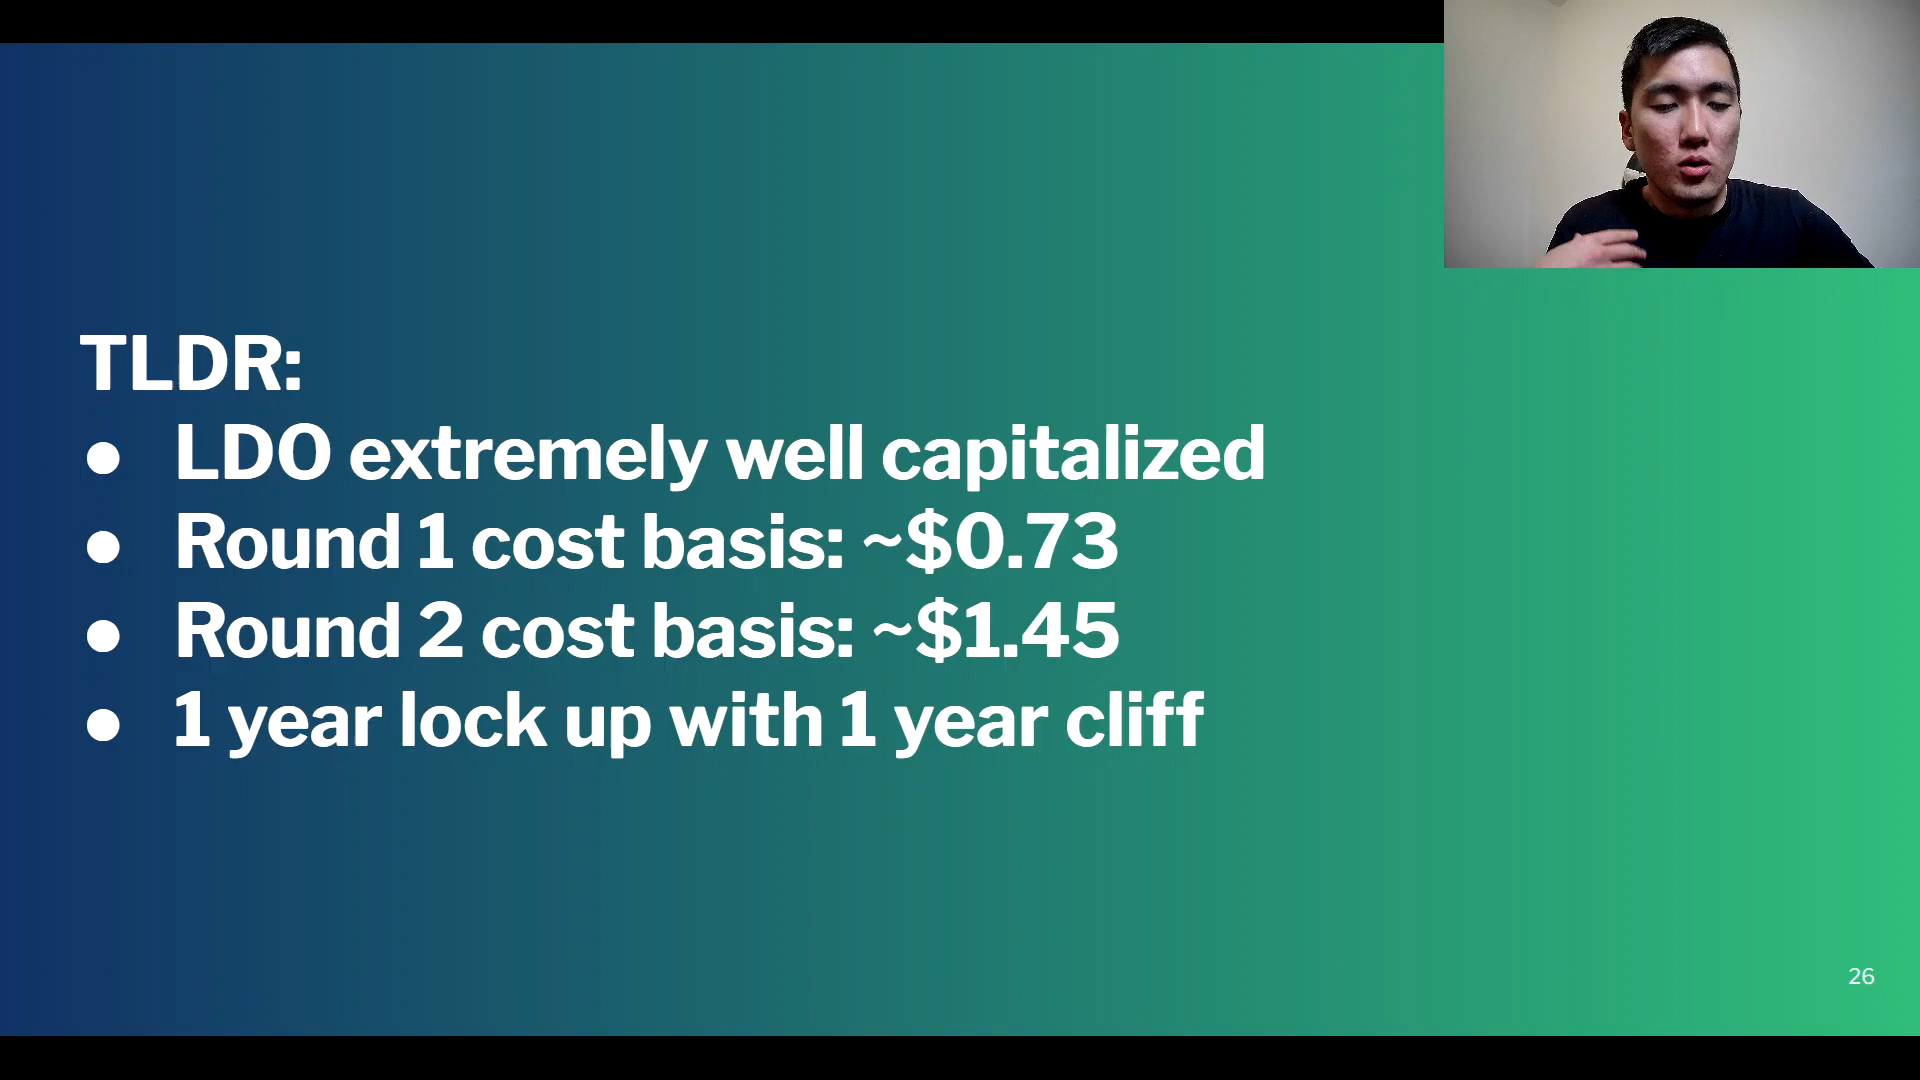 TLDR:
● LDO extremely well capitalized
● Round 1 cost basis: ~$0.73
● Round 2 cost basis: ~$1.45
● 1 year lock up with 1 year cliff
26